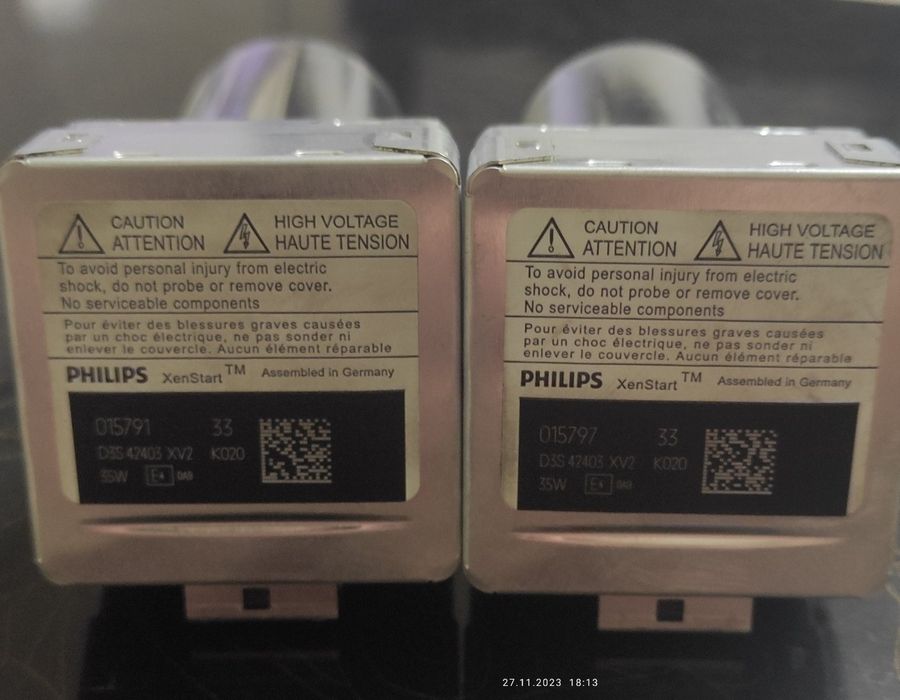 CAUTION
ATTENTION
HIGH VOLTAGE
HAUTE TENSION
To avoid personal injury from electric
shock, do not probe or remove cover.
No serviceable components
Pour éviter des blessures graves causées
par un choc électrique, ne pas sonder ni
enlever le couvercle. Aucun élément réparable
PHILIPS XenStart™ Assembled in Germany
015791 33
D3S 42403 XV2 K020
35W E4
CAUTION
ATTENTION
HIGH VOLTAGE
HAUTE TENSION
To avoid personal injury from electric
shock, do not probe or remove cover.
No serviceable components
Pour éviter des blessures graves causées
par un choc électrique, ne pas sonder ni
enlever le couvercle. Aucun élément réparable
PHILIPS XenStart™ Assembled in Germany
015797 33
D3S 42403 XV2 K020
35W E4
27.11.2023 18:13